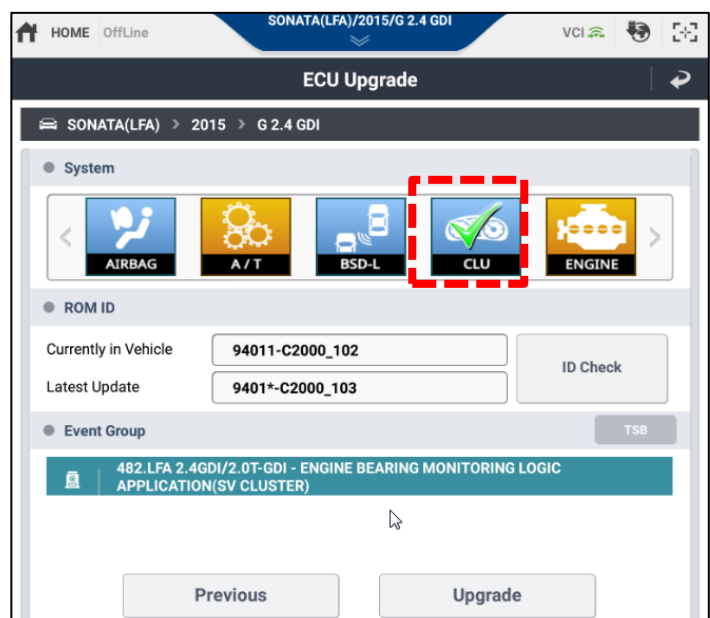 HOME OffLine
SONATA(LFA)/2015/G 2.4 GDI
VCI
ECU Upgrade
SONATA(LFA) > 2015 > G 2.4 GDI
System
AIRBAG
A / T
BSD-L
CLU
ENGINE
ROM ID
Currently in Vehicle 94011-C2000_102
ID Check
Latest Update 9401*-C2000_103
Event Group
TSB
482.LFA 2.4GDI/2.0T-GDI - ENGINE BEARING MONITORING LOGIC
APPLICATION(SV CLUSTER)
Previous
Upgrade